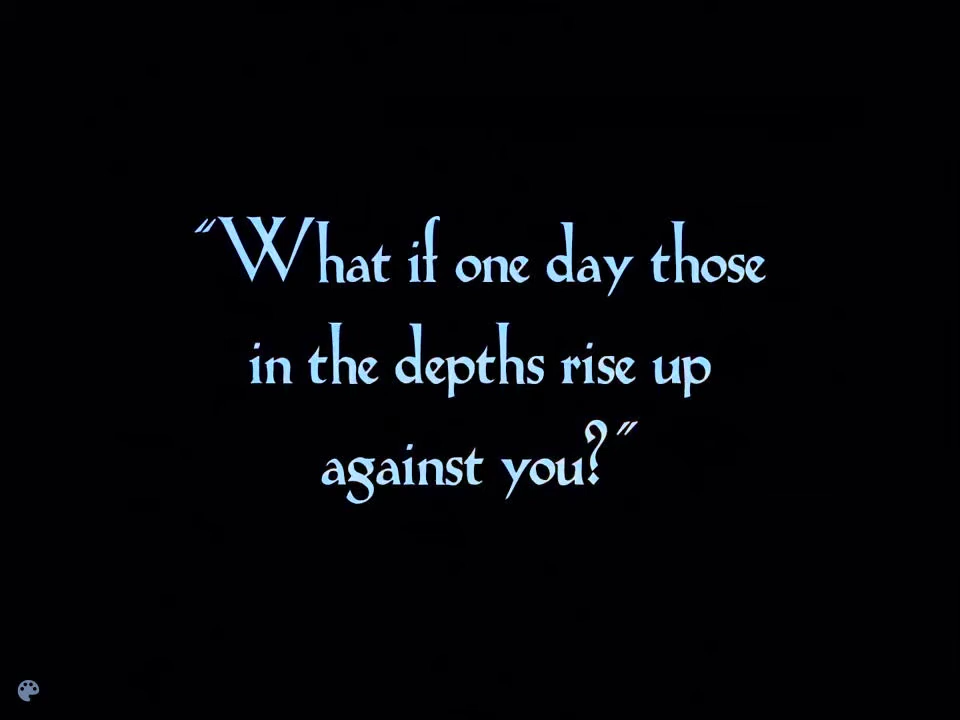 “What if one day those
in the depths rise up
against you?”